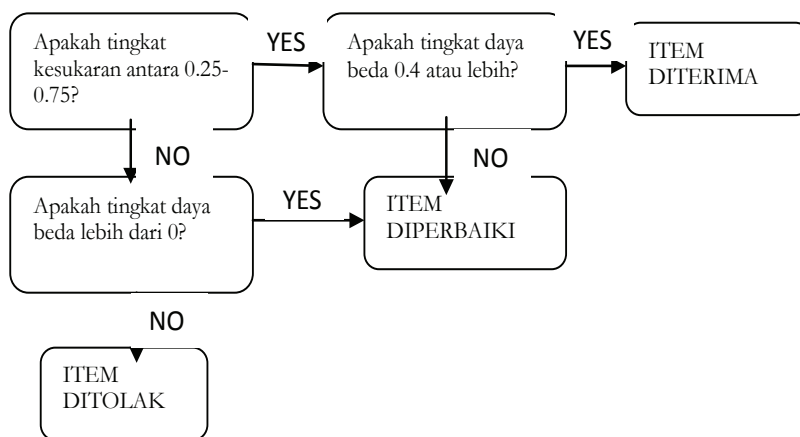 Apakah tingkat
kesukaran antara 0.25-
0.75?
YES
Apakah tingkat daya
beda 0.4 atau lebih?
YES
ITEM
DITERIMA
NO
NO
Apakah tingkat daya
beda lebih dari 0?
YES
ITEM
DIPERBAIKI
NO
ITEM
DITOLAK